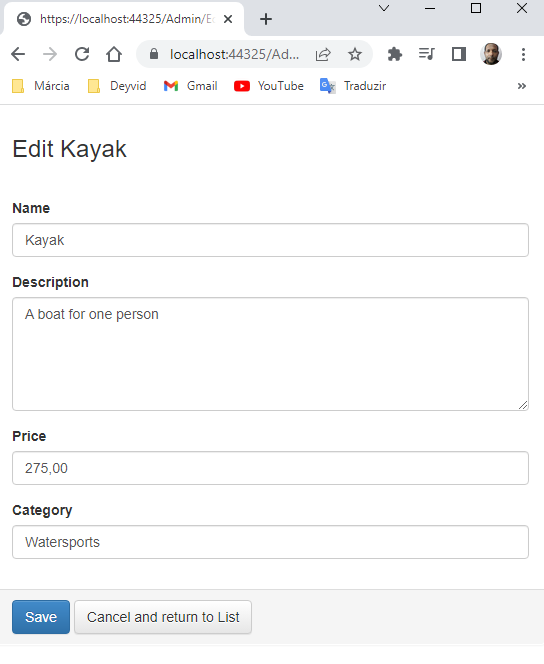 https://localhost:44325/Admin/Ed
localhost:44325/Ad...
Márcia Deyvid Gmail YouTube Traduzir »
Edit Kayak
Name
Kayak
Description
A boat for one person
Price
275,00
Category
Watersports
Save Cancel and return to List